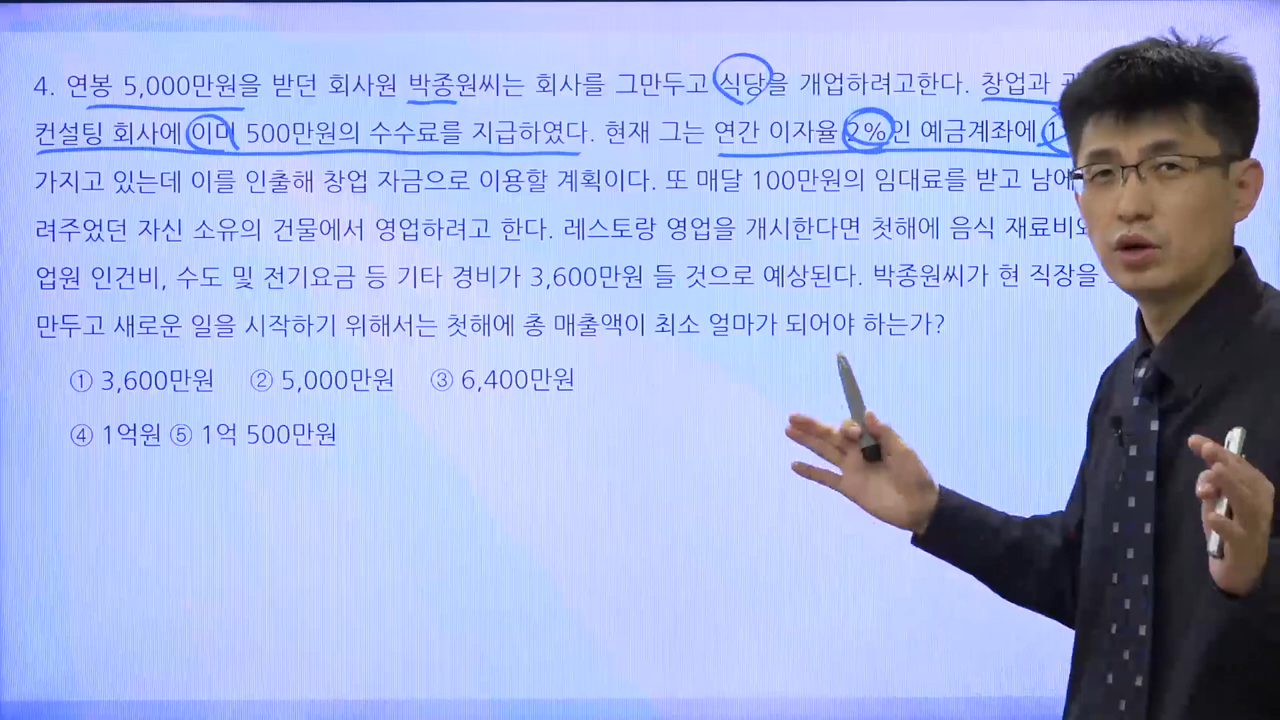 4. 연봉 5,000만원을 받던 회사원 박종원씨는 회사를 그만두고 식당을 개업하려고한다. 창업과
컨설팅 회사에 이미 500만원의 수수료를 지급하였다. 현재 그는 연간 이자율 2%인 예금계좌에
가지고 있는데 이를 인출해 창업 자금으로 이용할 계획이다. 또 매달 100만원의 임대료를 받고 남에
려주었던 자신 소유의 건물에서 영업하려고 한다. 레스토랑 영업을 개시한다면 첫해에 음식 재료비와
업원 인건비, 수도 및 전기요금 등 기타 경비가 3,600만원 들 것으로 예상된다. 박종원씨가 현 직장을
만두고 새로운 일을 시작하기 위해서는 첫해에 총 매출액이 최소 얼마가 되어야 하는가?
① 3,600만원 ② 5,000만원 ③ 6,400만원
④ 1억원 ⑤ 1억 500만원